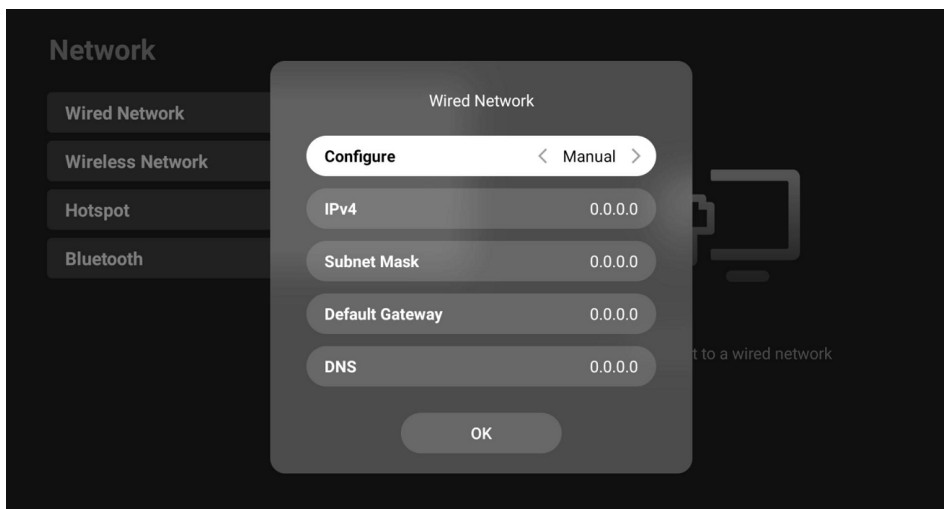 Network
Wired Network
Wireless Network
Hotspot
Bluetooth
Wired Network
Configure < Manual >
IPv4 0.0.0.0
Subnet Mask 0.0.0.0
Default Gateway 0.0.0.0
DNS 0.0.0.0
OK
t to a wired network